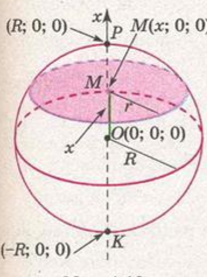 x
(R; 0; 0)
P
M(x; 0; 0)
M
r
x
O(0; 0; 0)
R
(-R; 0; 0)
K